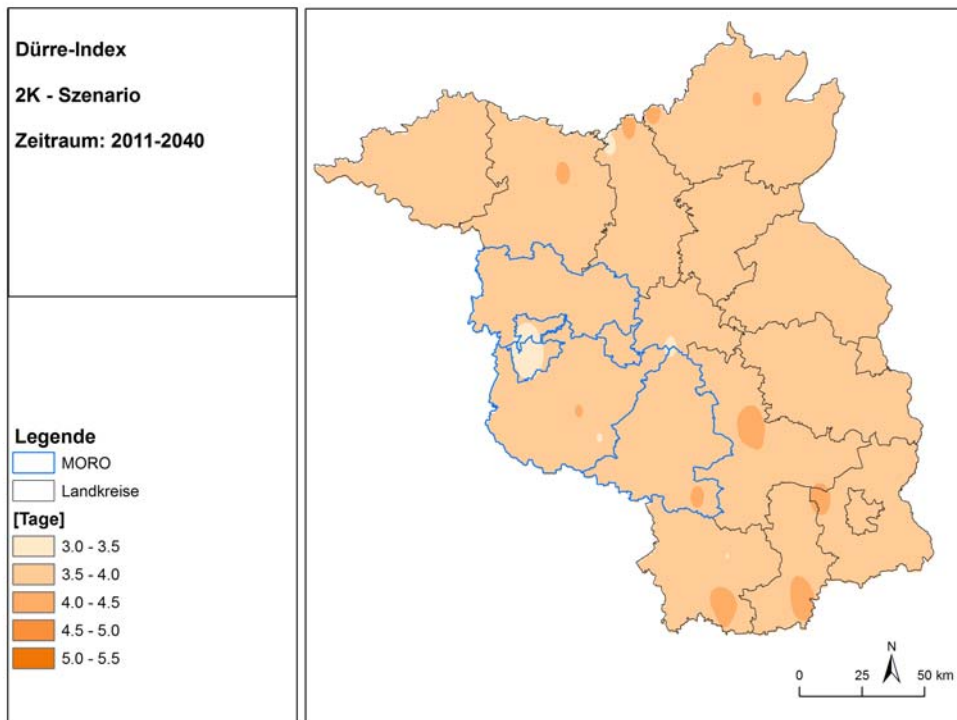 Dürre-Index
2K - Szenario
Zeitraum: 2011-2040
Legende
MORO
Landkreise
[Tage]
3.0 - 3.5
3.5 - 4.0
4.0 - 4.5
4.5 - 5.0
5.0 - 5.5
N
0 25 50 km